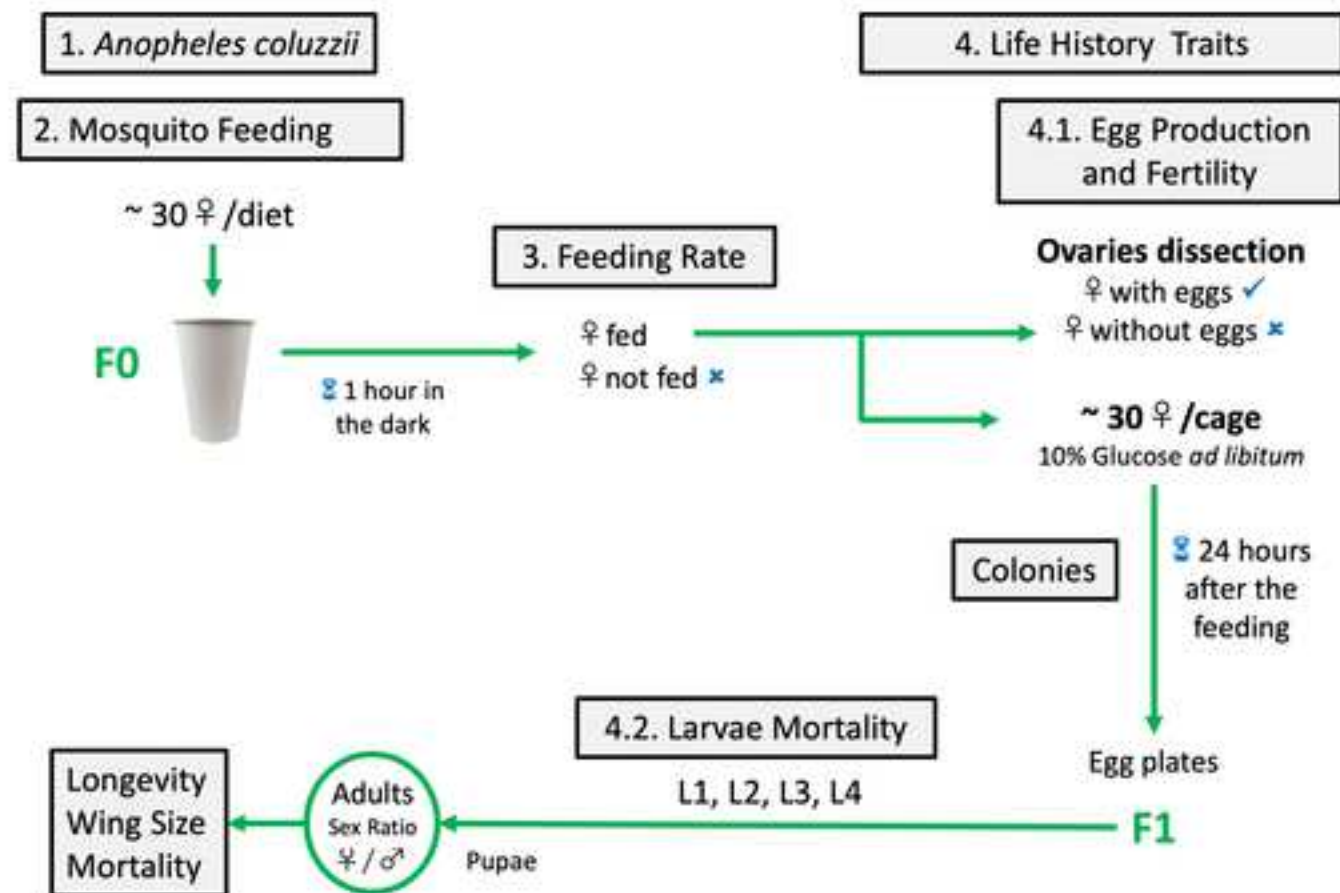 1. Anopheles coluzzii
2. Mosquito Feeding
~ 30 ♀ /diet
F0
⌛ 1 hour in
the dark
3. Feeding Rate
♀ fed
♀ not fed ✖
4. Life History Traits
4.1. Egg Production
and Fertility
Ovaries dissection
♀ with eggs ✓
♀ without eggs ✖
~ 30 ♀ /cage
10% Glucose ad libitum
Colonies
⌛ 24 hours
after the
feeding
Egg plates
F1
4.2. Larvae Mortality
L1, L2, L3, L4
Pupae
Adults
Sex Ratio
♀ / ♂
Longevity
Wing Size
Mortality